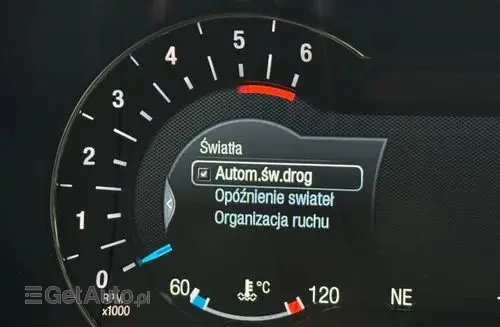 4
5
6
3
2
1
0
Światła
Autom.św.drog
Opóźnienie swiateł
Organizacja ruchu
RPM
x1000
60
°C
120
NE
GetAuto.pl